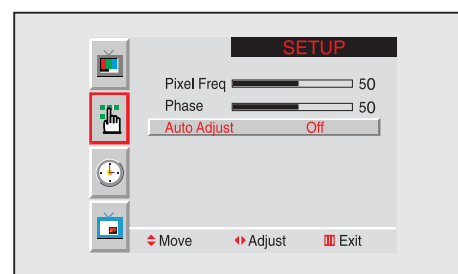 SETUP
Pixel Freq 50
Phase 50
Auto Adjust Off
Move Adjust Exit